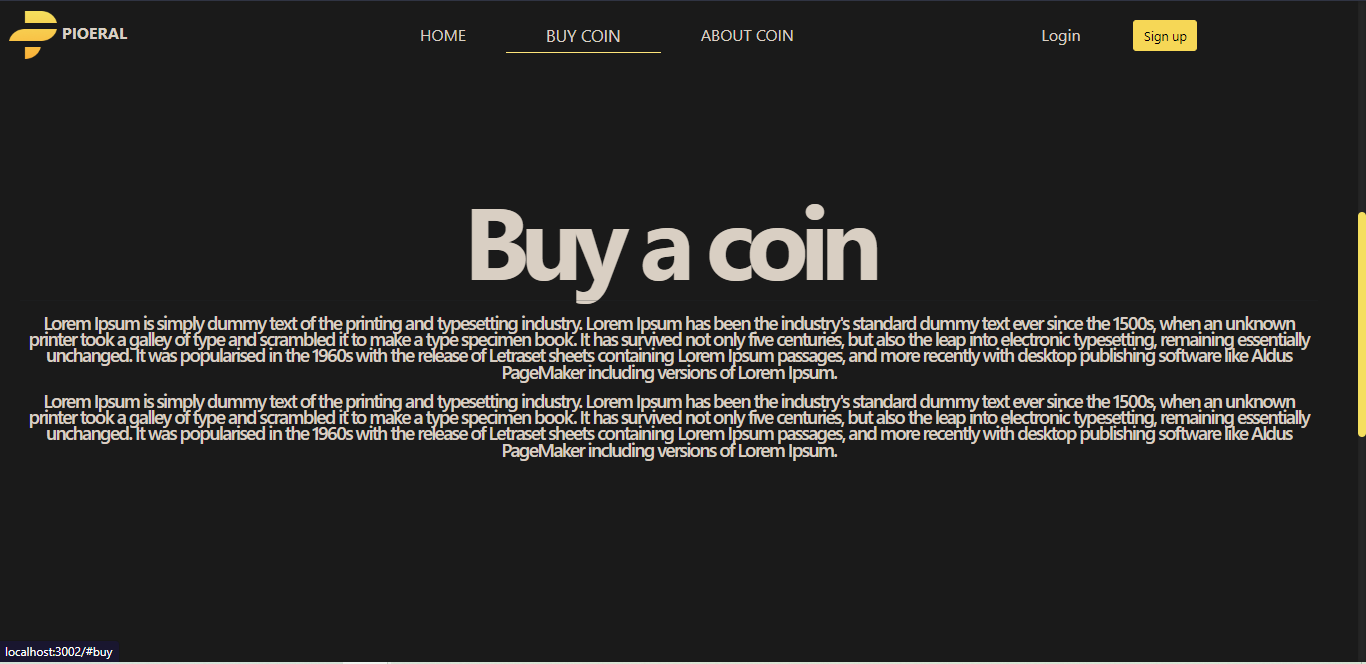 PIOERAL
HOME
BUY COIN
ABOUT COIN
Login
Sign up
Buy a coin
Lorem Ipsum is simply dummy text of the printing and typesetting industry. Lorem Ipsum has been the industry's standard dummy text ever since the 1500s, when an unknown
printer took a galley of type and scrambled it to make a type specimen book. It has survived not only five centuries, but also the leap into electronic typesetting, remaining essentially
unchanged. It was popularised in the 1960s with the release of Letraset sheets containing Lorem Ipsum passages, and more recently with desktop publishing software like Aldus
PageMaker including versions of Lorem Ipsum.
Lorem Ipsum is simply dummy text of the printing and typesetting industry. Lorem Ipsum has been the industry's standard dummy text ever since the 1500s, when an unknown
printer took a galley of type and scrambled it to make a type specimen book. It has survived not only five centuries, but also the leap into electronic typesetting, remaining essentially
unchanged. It was popularised in the 1960s with the release of Letraset sheets containing Lorem Ipsum passages, and more recently with desktop publishing software like Aldus
PageMaker including versions of Lorem Ipsum.
localhost:3002/#buy